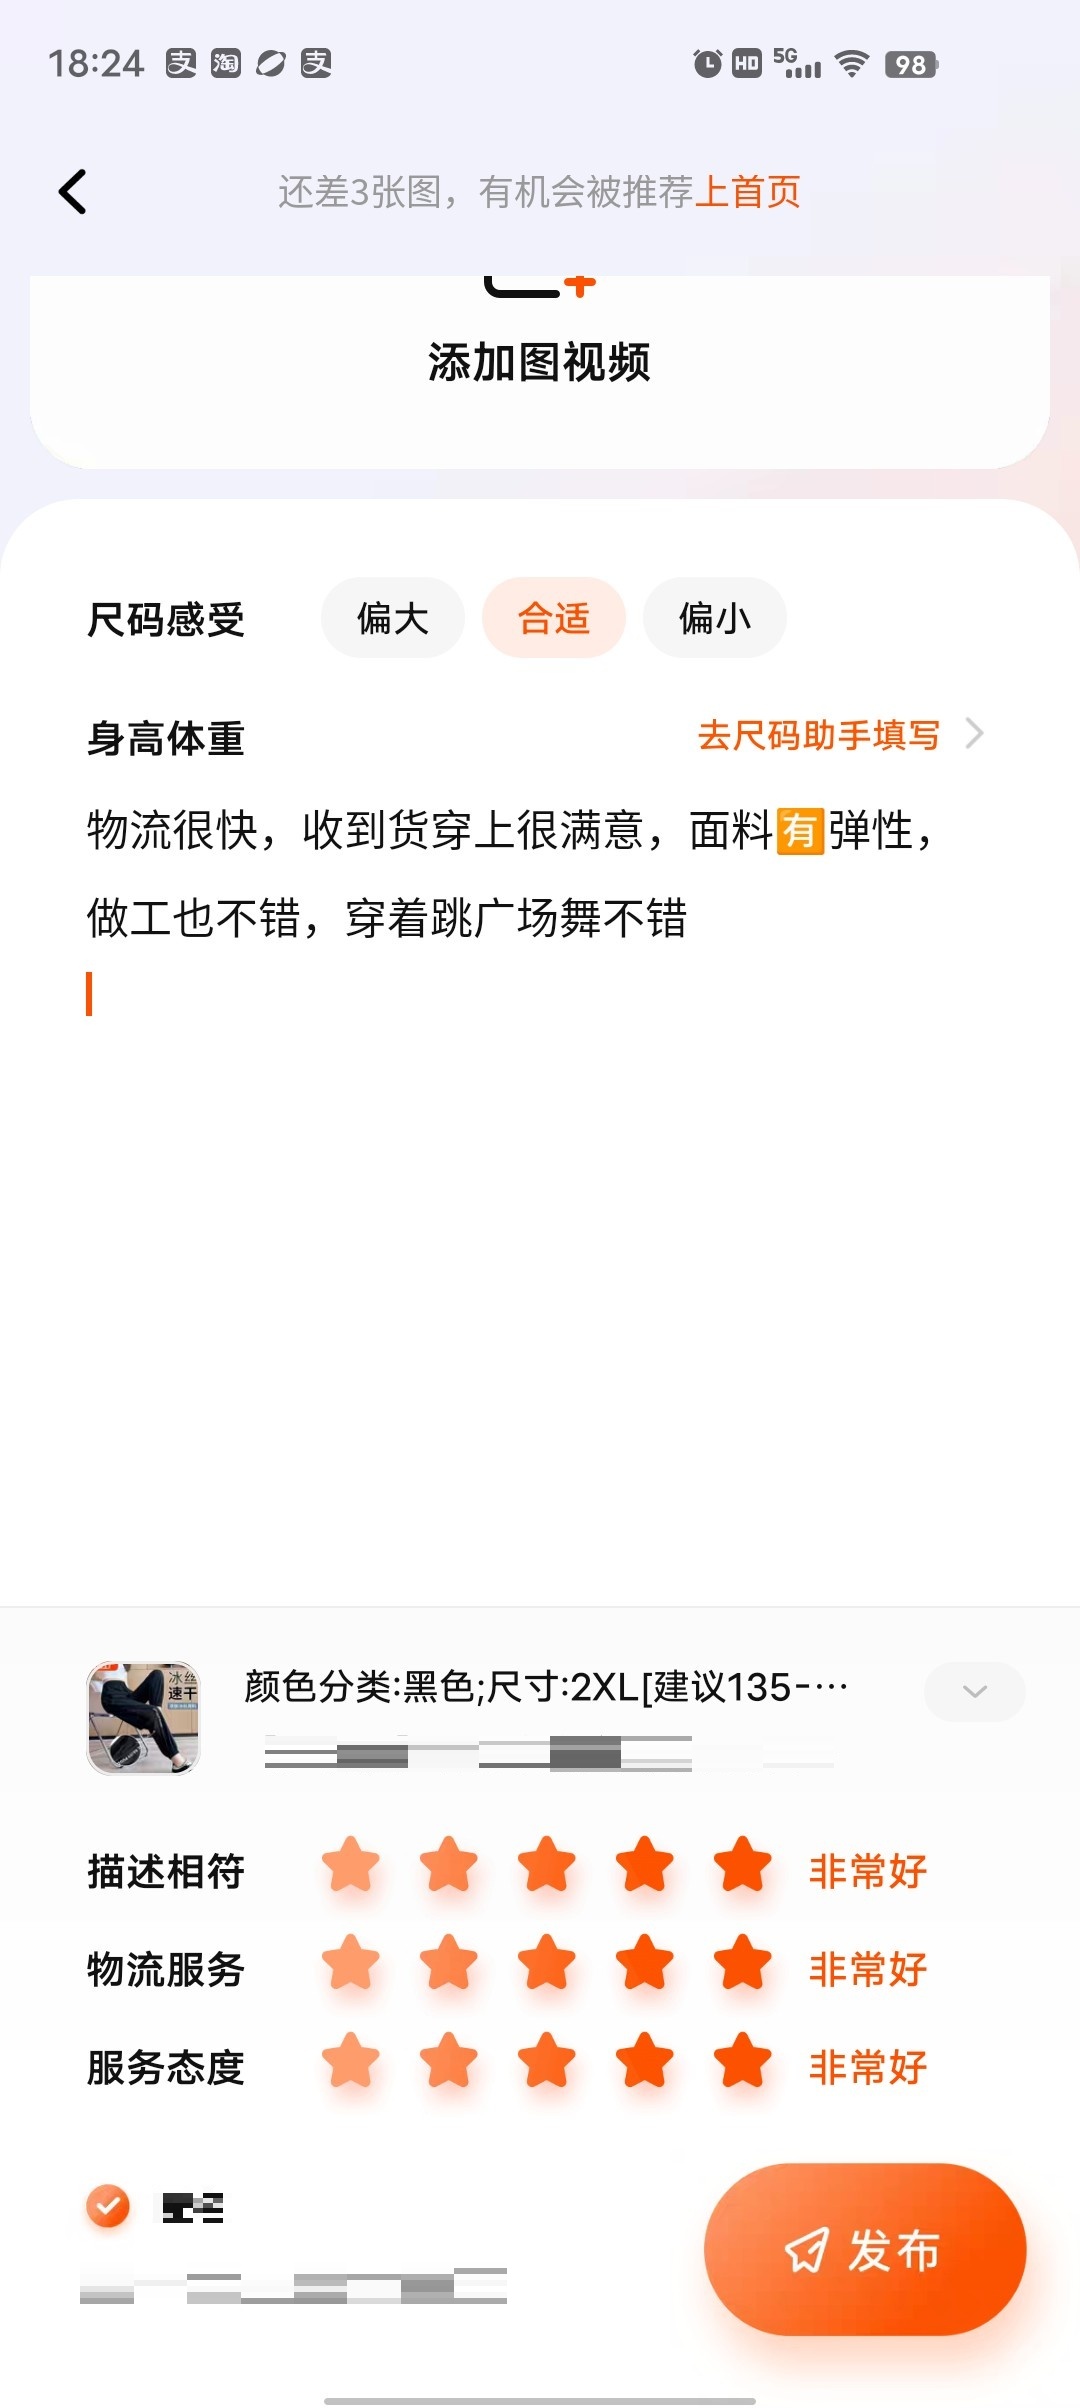 18:24 支 淘 支 HD 5G 98
还差3张图，有机会被推荐上首页
添加图视频
尺码感受 偏大 合适 偏小
身高体重 去尺码助手填写
物流很快，收到货穿上很满意，面料🈶弹性，
做工也不错，穿着跳广场舞不错
冰丝
速干
颜色分类:黑色;尺寸:2XL[建议135-···
描述相符 非常好
物流服务 非常好
服务态度 非常好
发布